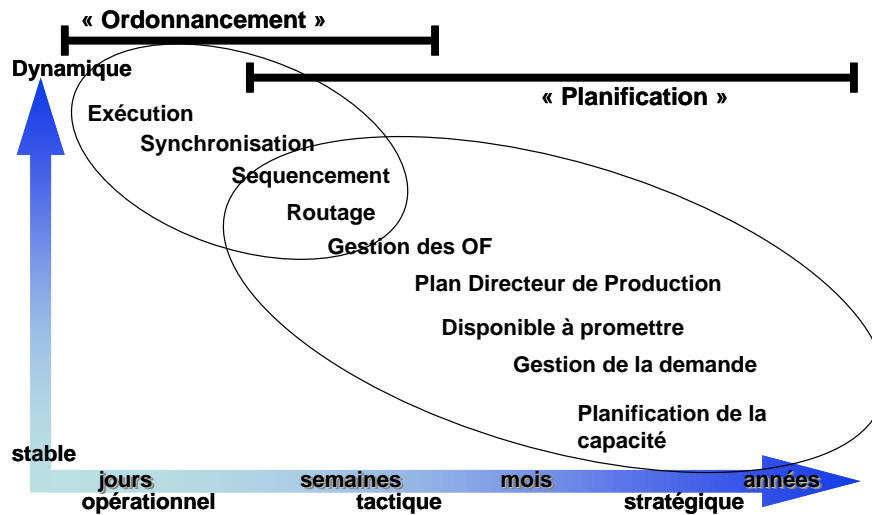 « Ordonnancement »
Dynamique
« Planification »
Exécution
Synchronisation
Sequencement
Routage
Gestion des OF
Plan Directeur de Production
Disponible à promettre
Gestion de la demande
Planification de la
capacité
stable
jours semaines mois années
opérationnel tactique stratégique